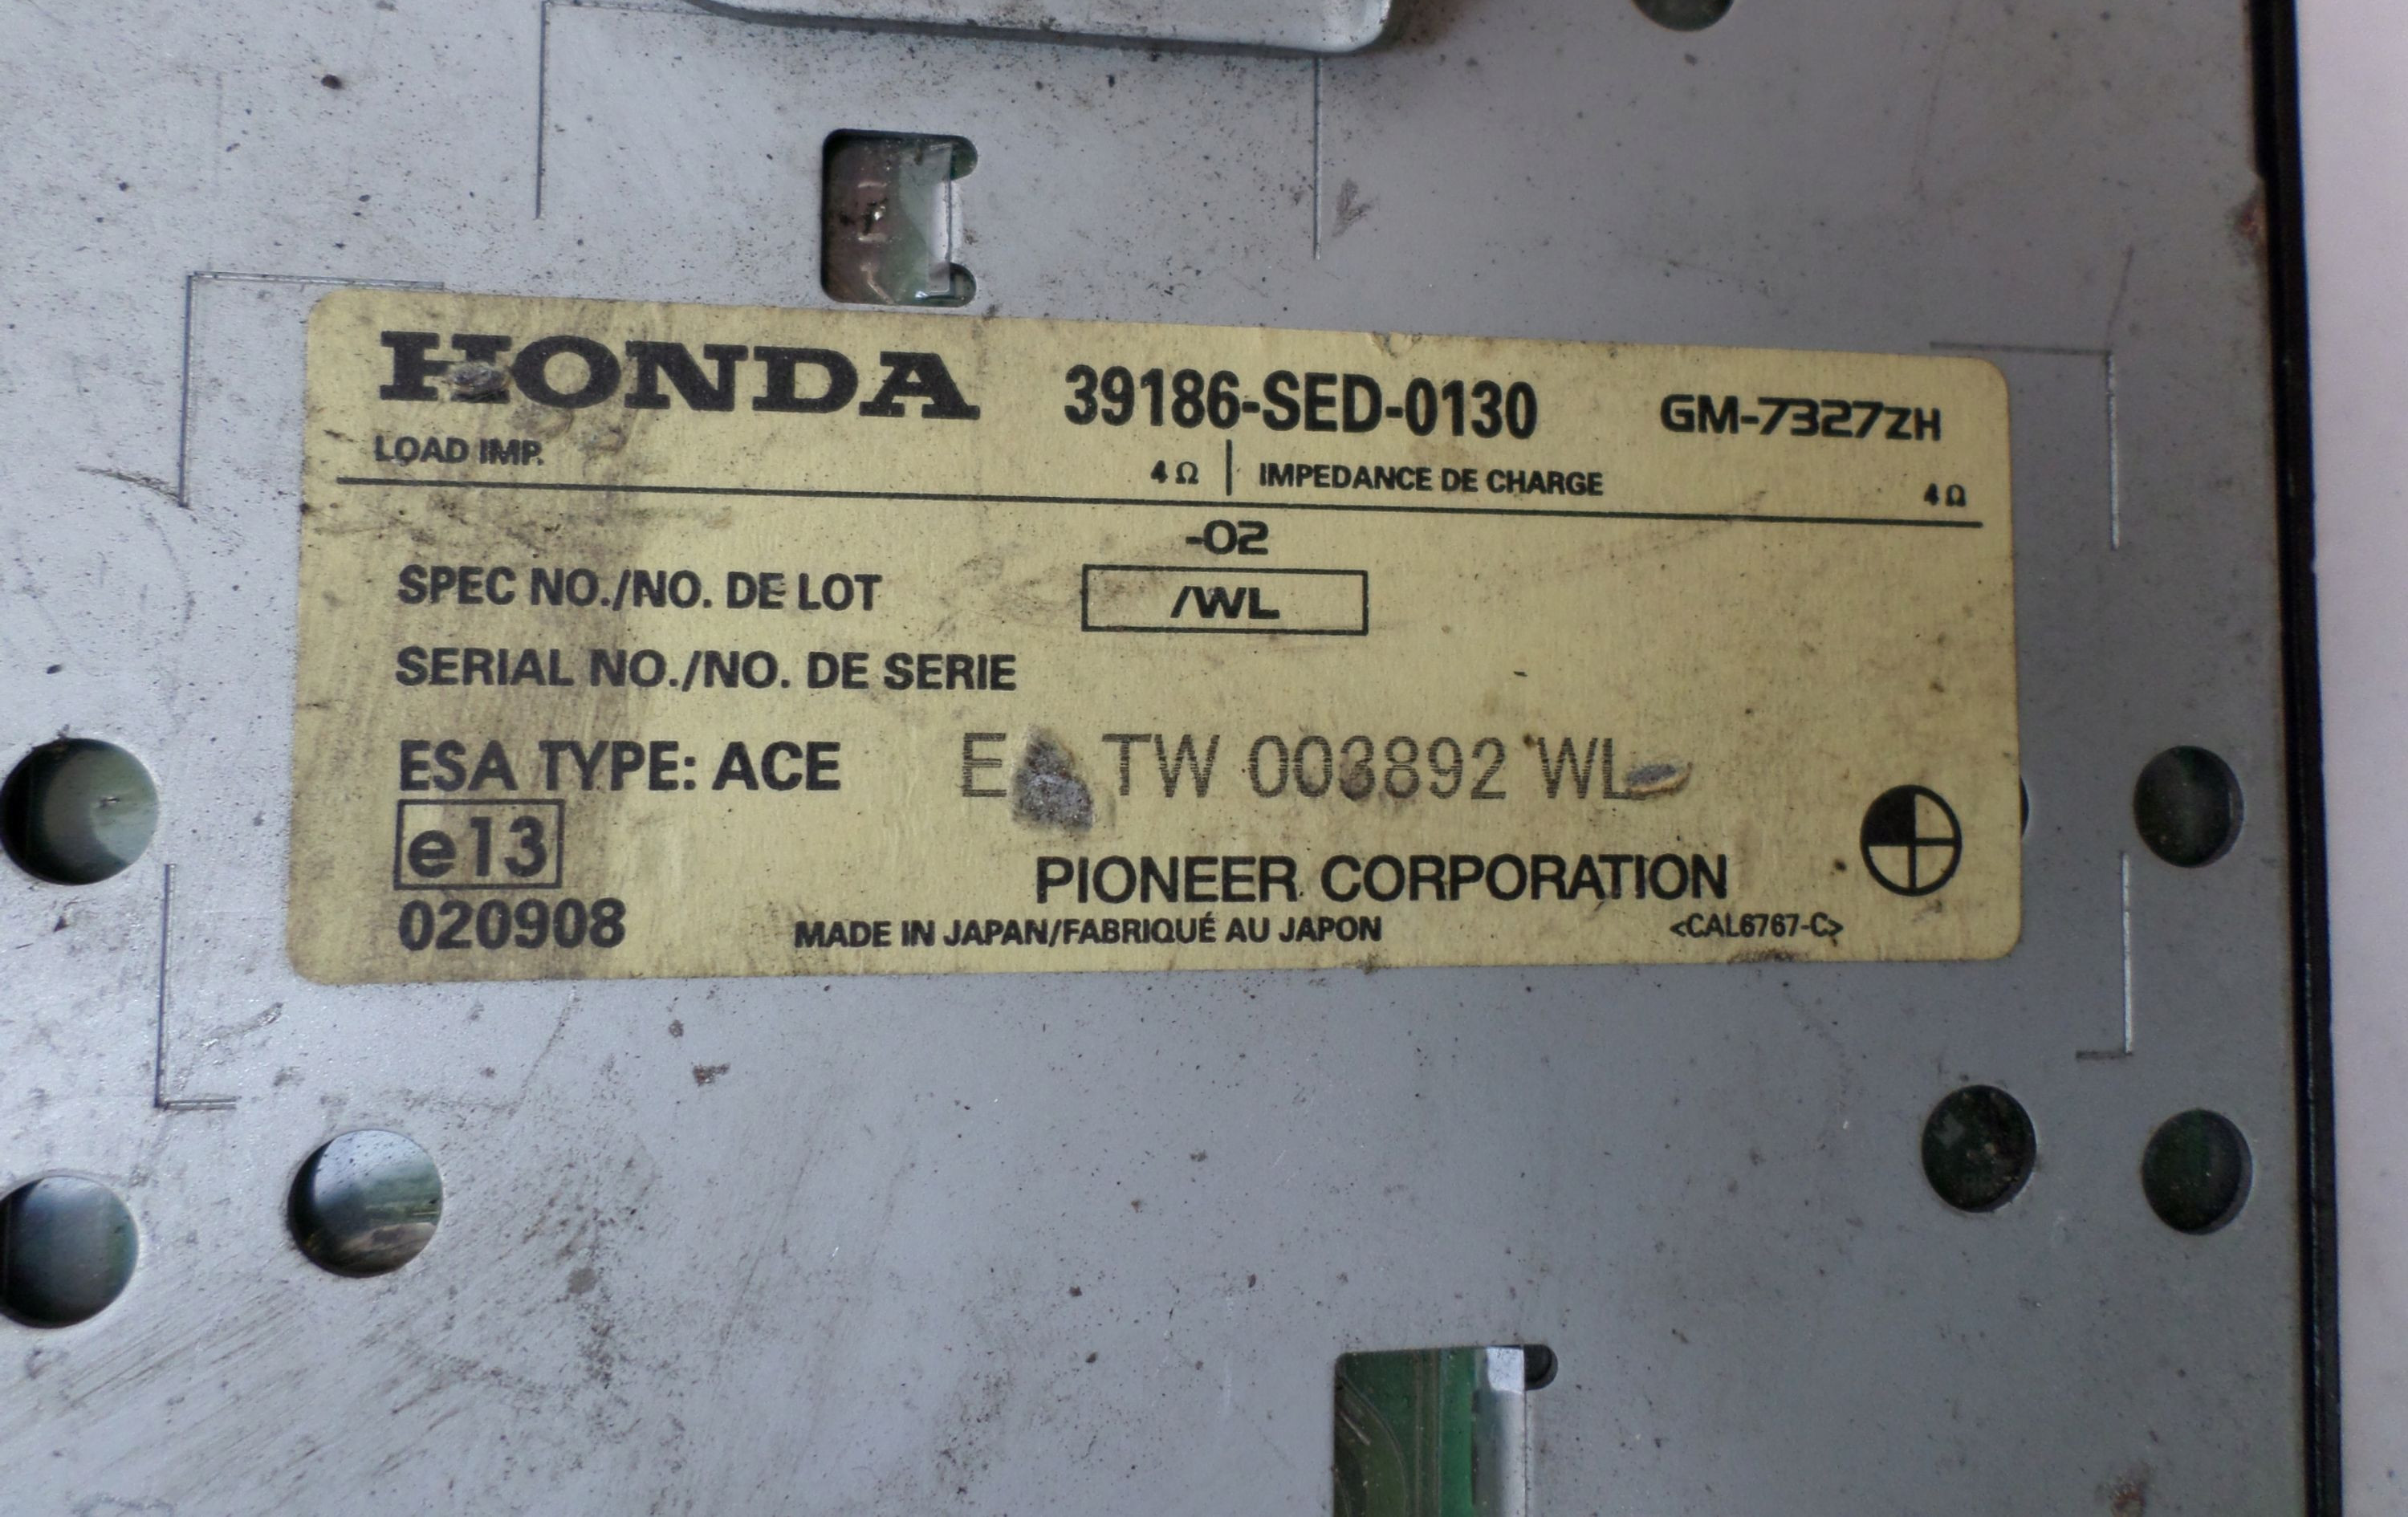 HONDA 39186-SED-0130 GM-7327ZH
LOAD IMP. 4 Ω | IMPEDANCE DE CHARGE 4 Ω
-02
SPEC NO./NO. DE LOT /WL
SERIAL NO./NO. DE SERIE
ESA TYPE: ACE TW 003892 WL
e13
PIONEER CORPORATION
020908 MADE IN JAPAN/FABRIQUÉ AU JAPON <CAL6767-C>